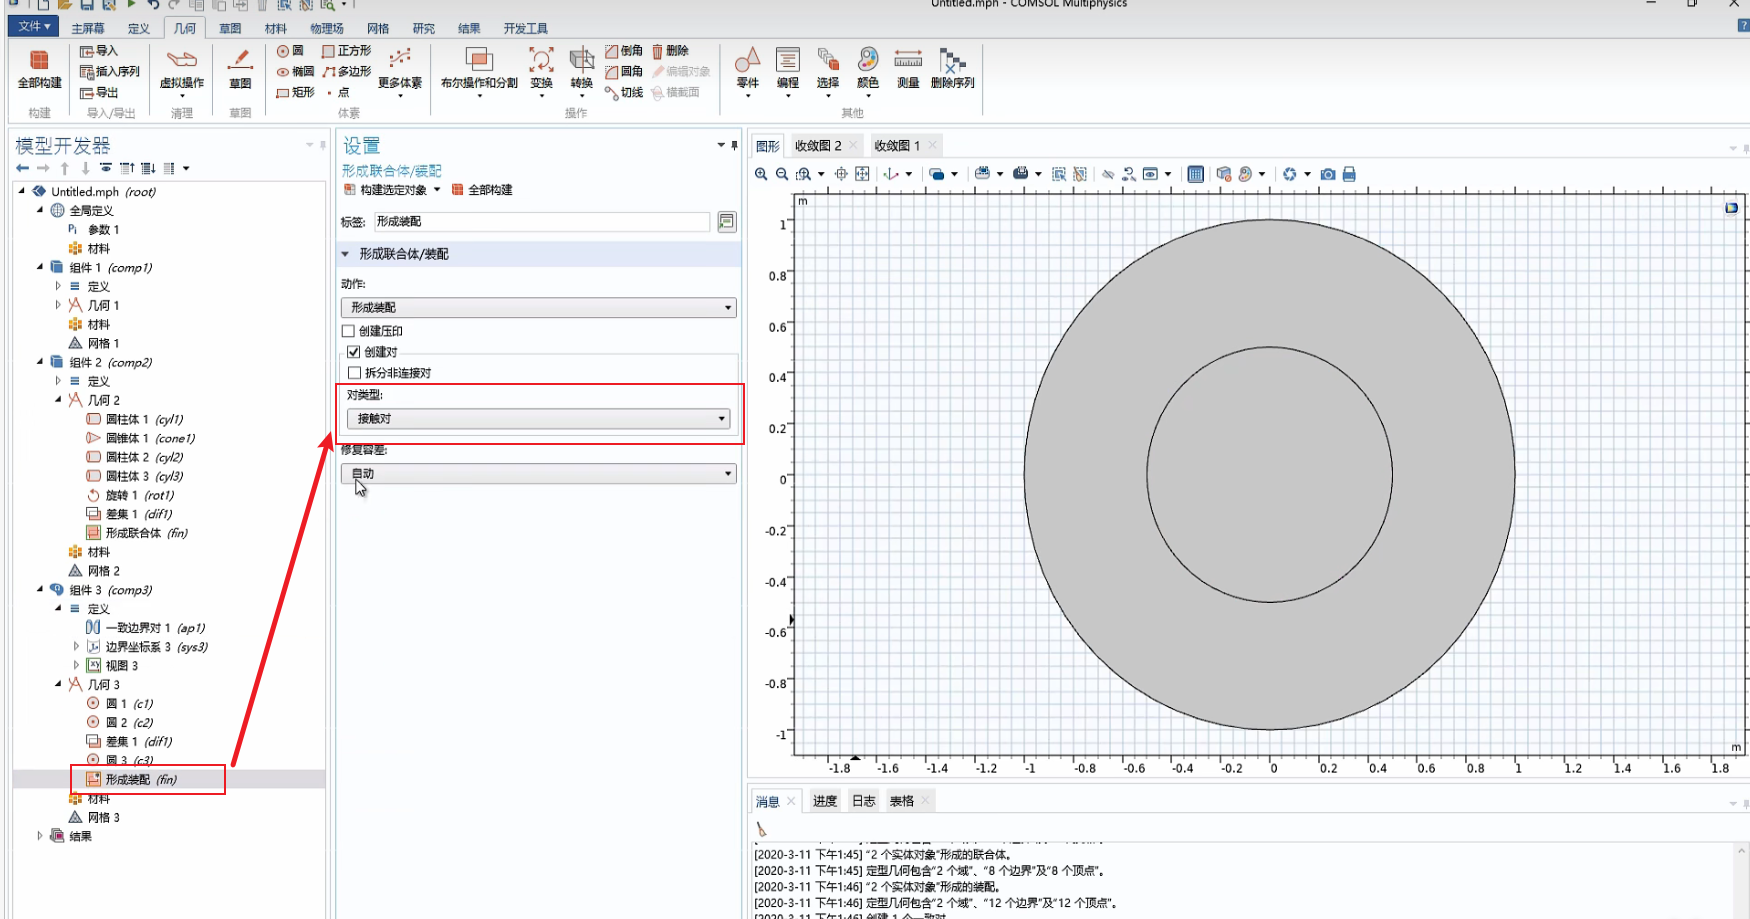 Untitled.mph - COMSOL Multiphysics
文件 主屏幕 定义 几何 草图 材料 物理场 网格 研究 结果 开发工具
全部构建
构建
导入
插入序列
导出
导入/导出
虚拟操作
清理
草图
草图
圆 正方形
椭圆 多边形
矩形 点
更多体素
体素
布尔操作和分割
变换
转换
倒角 删除
圆角 编辑对象
切线 横截面
操作
零件
编程
选择
颜色
测量
删除序列
其他
模型开发器
Untitled.mph (root)
全局定义
Pi 参数 1
材料
组件 1 (comp1)
定义
几何 1
材料
网格 1
组件 2 (comp2)
定义
几何 2
圆柱体 1 (cyl1)
圆锥体 1 (cone1)
圆柱体 2 (cyl2)
圆柱体 3 (cyl3)
旋转 1 (rot1)
差集 1 (dif1)
形成联合体 (fin)
材料
网格 2
组件 3 (comp3)
定义
一致边界对 1 (ap1)
边界坐标系 3 (sys3)
视图 3
几何 3
圆 1 (c1)
圆 2 (c2)
差集 1 (dif1)
圆 3 (c3)
形成装配 (fin)
材料
网格 3
结果
设置
形成联合体/装配
构建选定对象 全部构建
标签: 形成装配
形成联合体/装配
动作:
形成装配
创建压印
创建对
拆分非连接对
对类型:
接触对
修复容差:
自动
图形 收敛图 2 收敛图 1
m
1
0.8
0.6
0.4
0.2
0
-0.2
-0.4
-0.6
-0.8
-1
m
-1.8 -1.6 -1.4 -1.2 -1 -0.8 -0.6 -0.4 -0.2 0 0.2 0.4 0.6 0.8 1 1.2 1.4 1.6 1.8
消息 进度 日志 表格
[2020-3-11 下午1:45] "2 个实体对象"形成的联合体。
[2020-3-11 下午1:45] 定型几何包含"2 个域"、"8 个边界"及"8 个顶点"。
[2020-3-11 下午1:46] "2 个实体对象"形成的装配。
[2020-3-11 下午1:46] 定型几何包含"2 个域"、"12 个边界"及"12 个顶点"。
[2020-3-11 下午1:46] 创建 1 个一致对